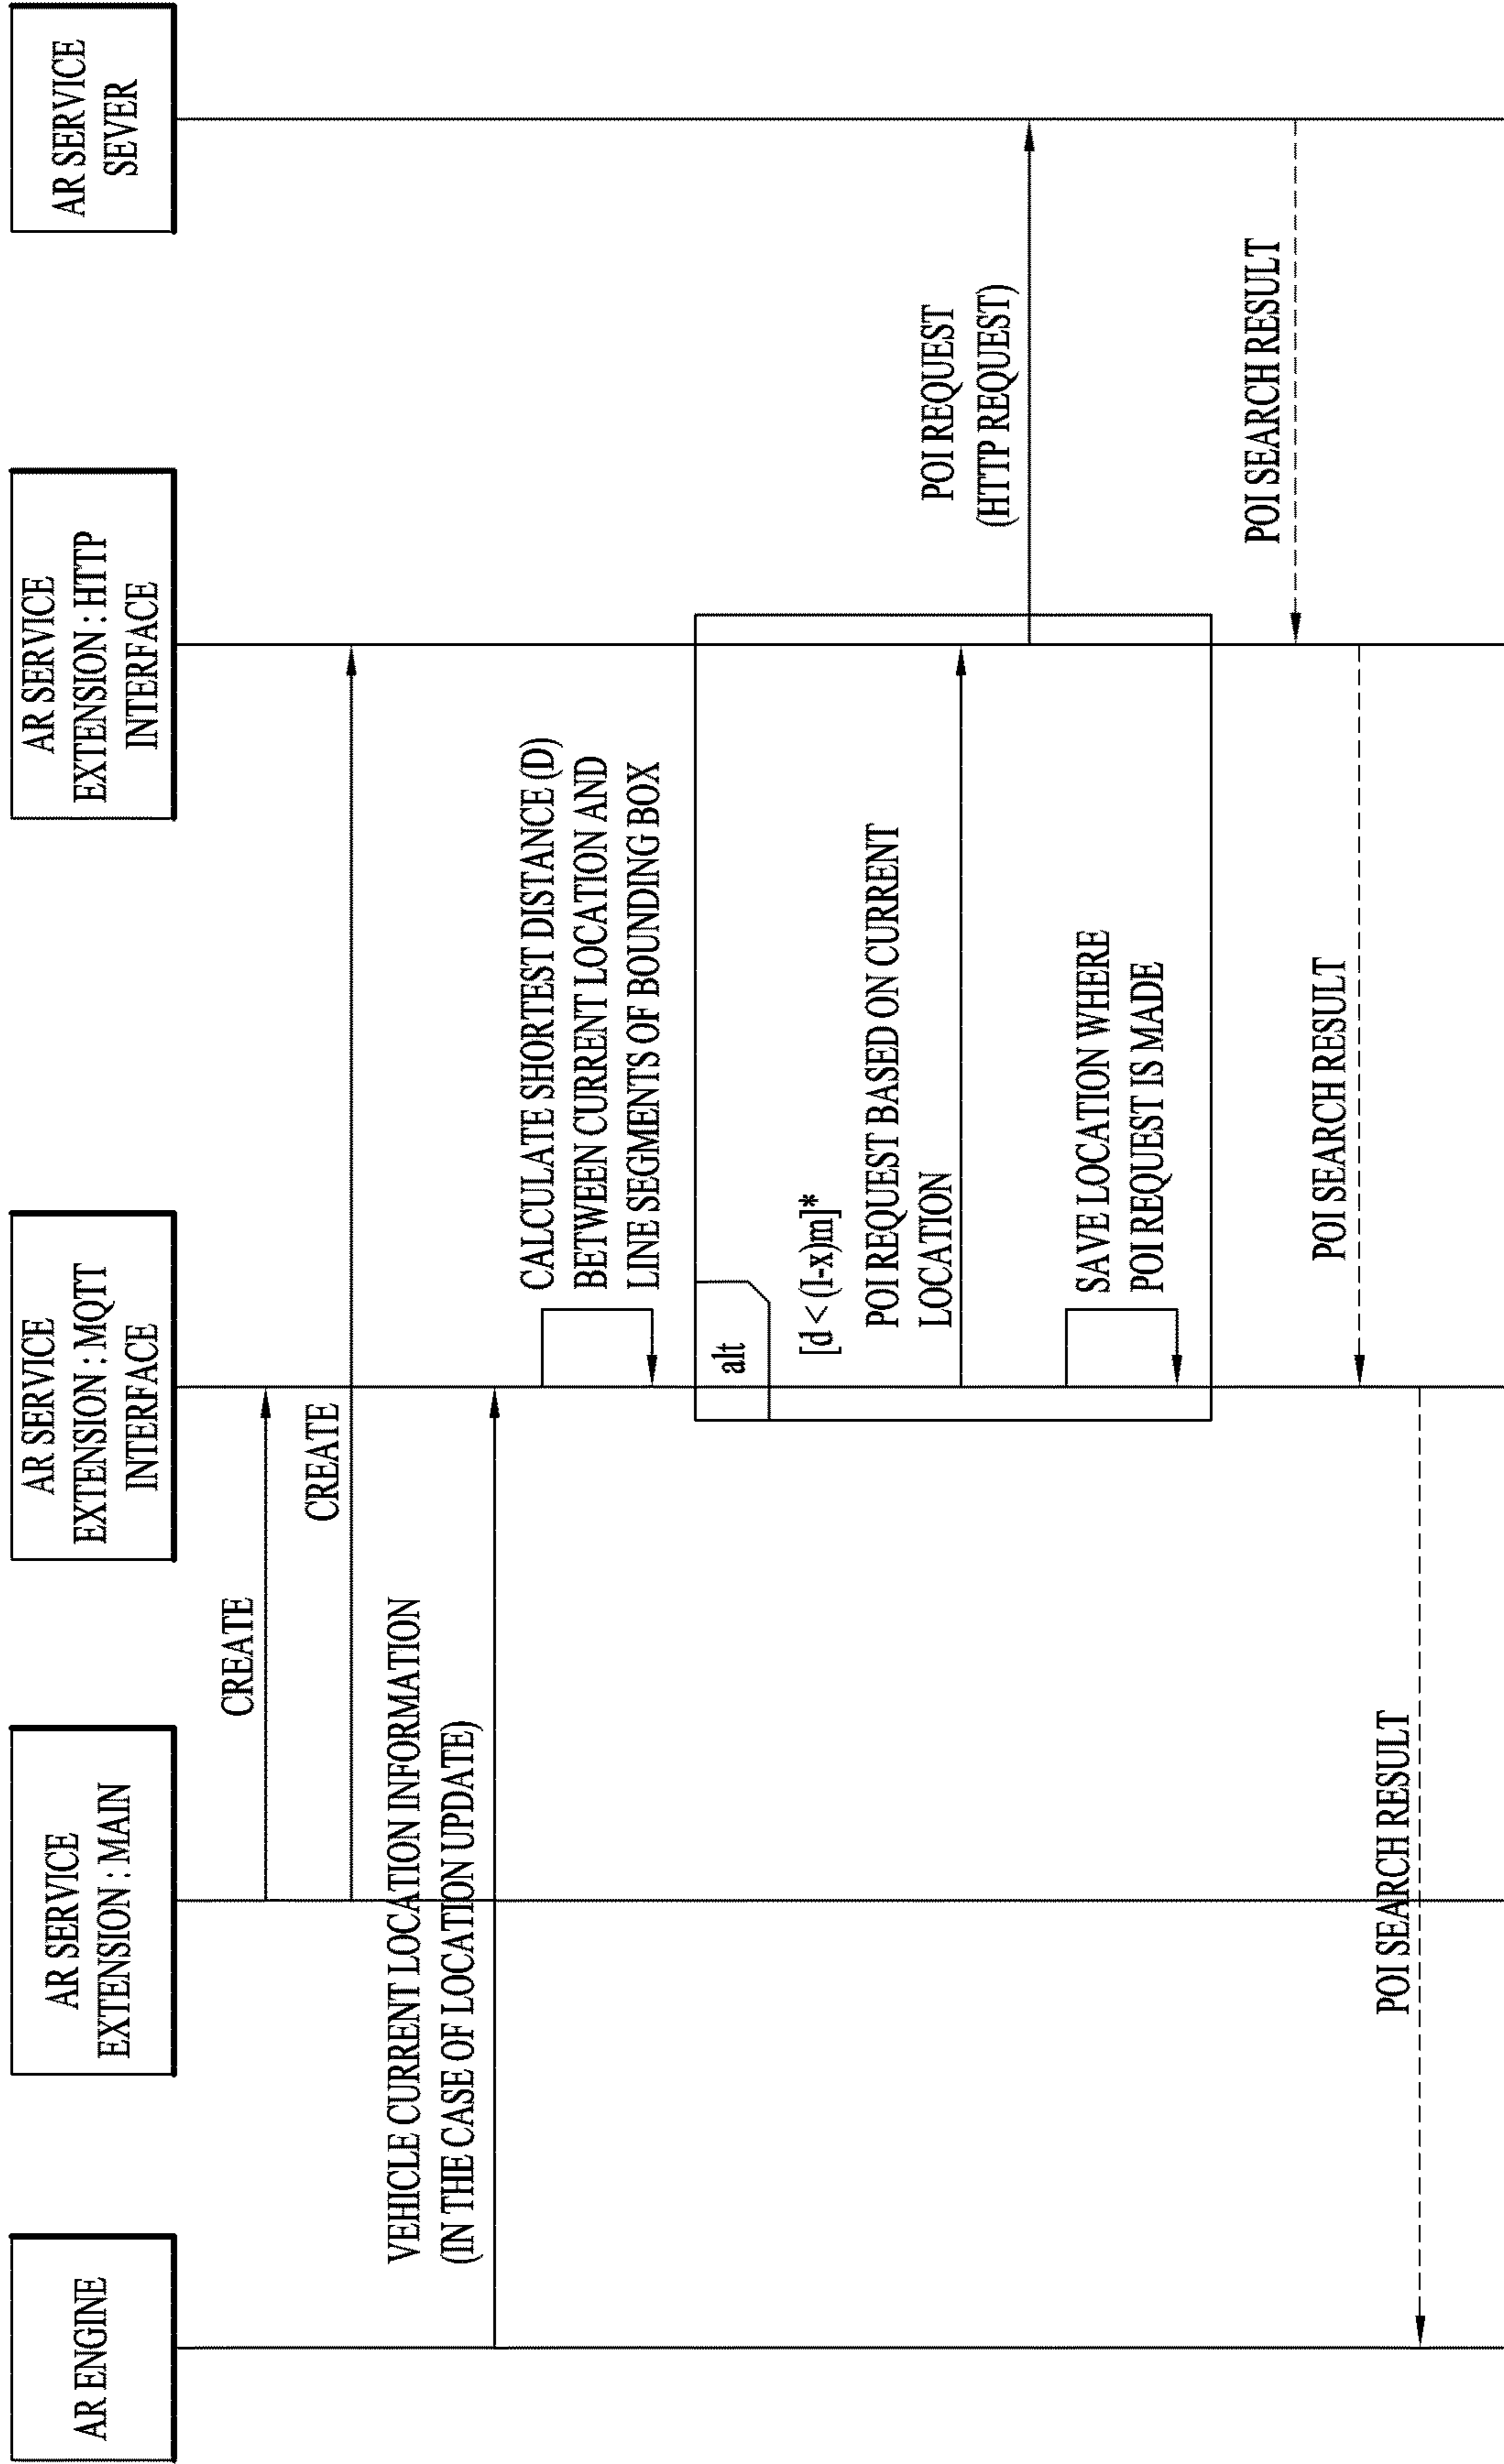 AR ENGINE
AR SERVICE
EXTENSION : MAIN
AR SERVICE
EXTENSION : MQTT
INTERFACE
AR SERVICE
EXTENSION : HTTP
INTERFACE
AR SERVICE
SEVER
CREATE
CREATE
VEHICLE CURRENT LOCATION INFORMATION
(IN THE CASE OF LOCATION UPDATE)
CALCULATE SHORTEST DISTANCE (D)
BETWEEN CURRENT LOCATION AND
LINE SEGMENTS OF BOUNDING BOX
alt
[d < (I-x)m]*
POI REQUEST BASED ON CURRENT
LOCATION
POI REQUEST
(HTTP REQUEST)
SAVE LOCATION WHERE
POI REQUEST IS MADE
POI SEARCH RESULT
POI SEARCH RESULT
POI SEARCH RESULT